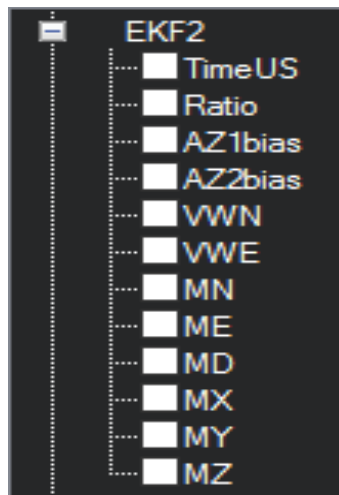 EKF2
TimeUS
Ratio
AZ1bias
AZ2bias
VWN
VWE
MN
ME
MD
MX
MY
MZ